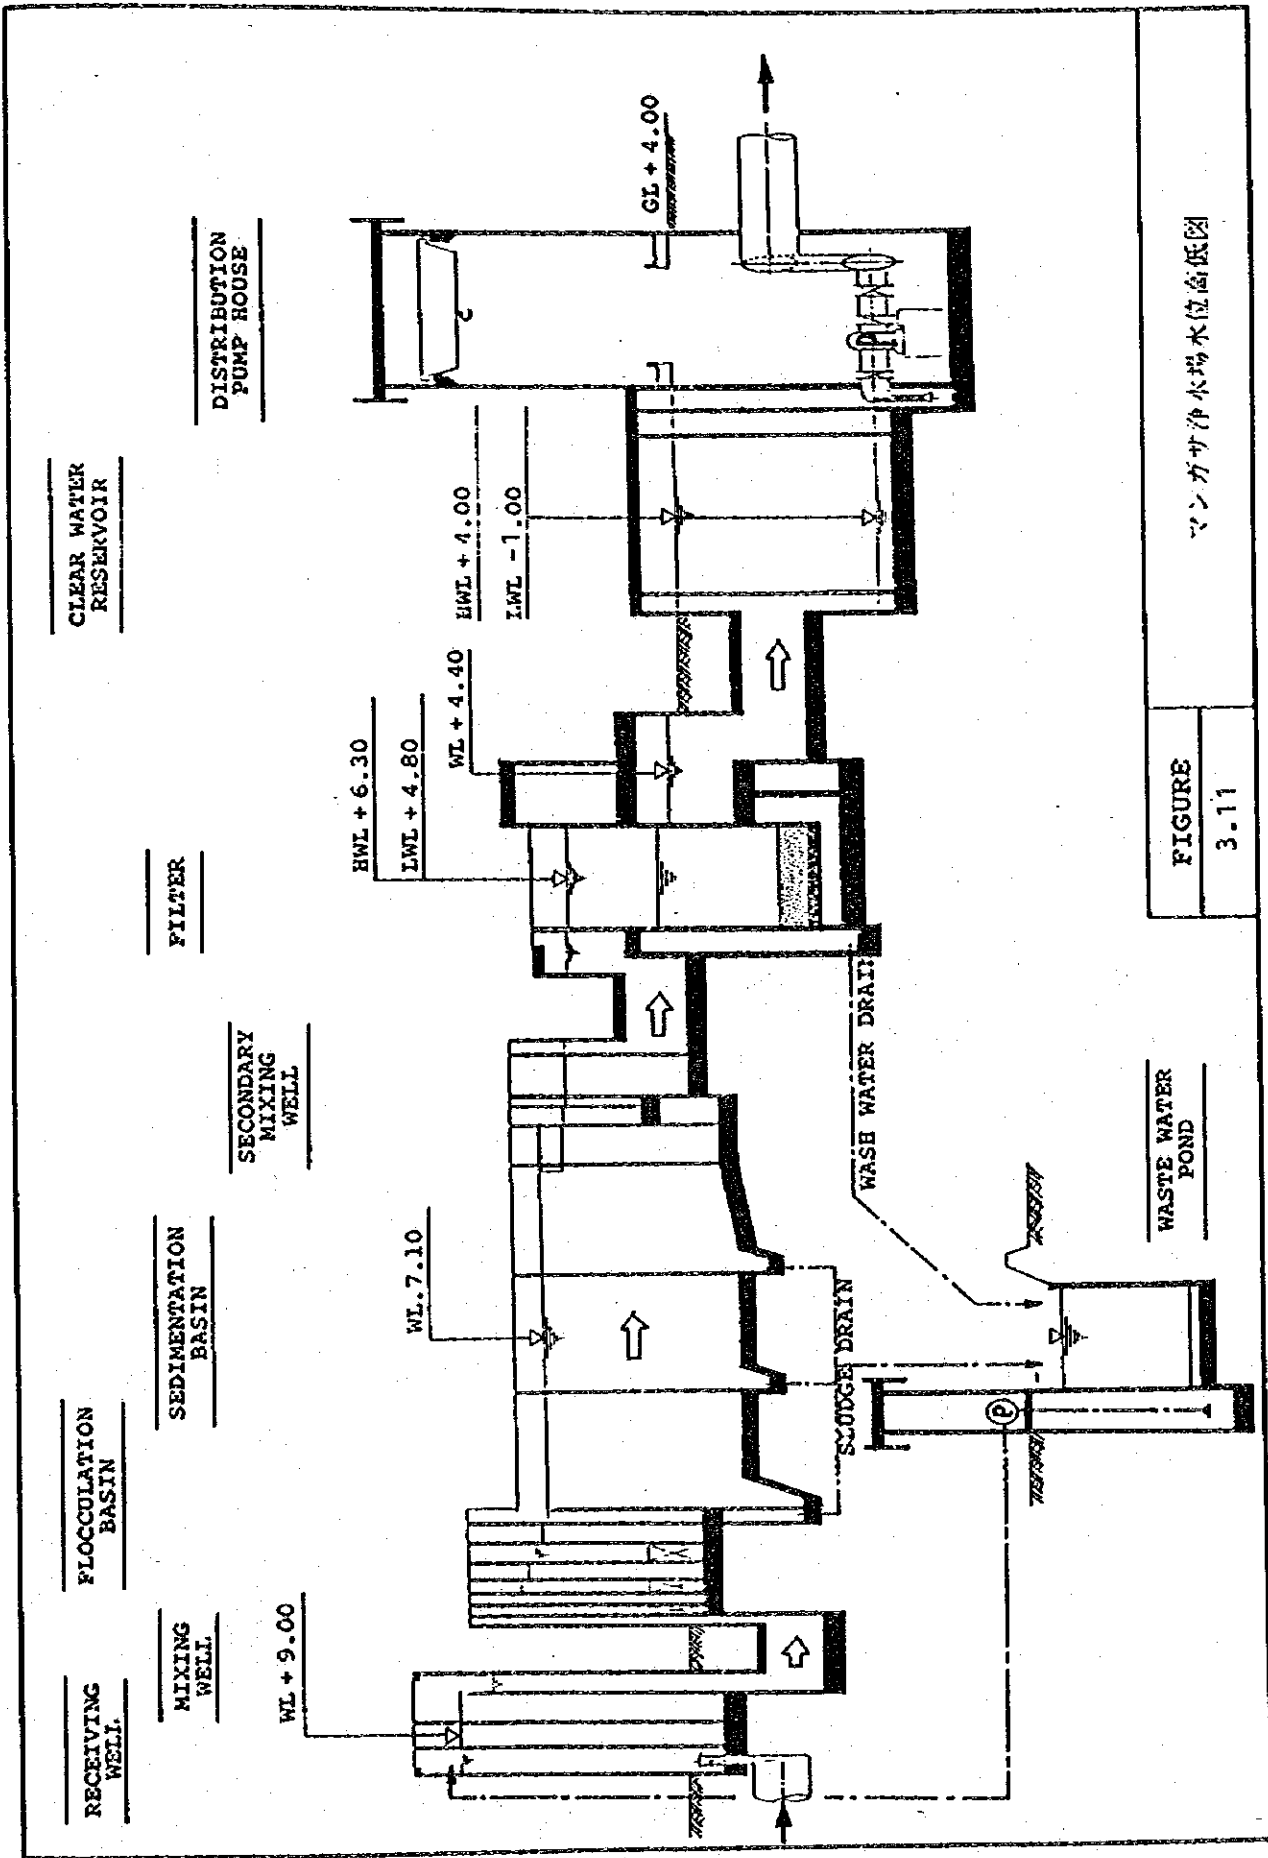 RECEIVING
WELL
MIXING
WELL
FLOCCULATION
BASIN
SEDIMENTATION
BASIN
SECONDARY
MIXING
WELL
FILTER
CLEAR WATER
RESERVOIR
DISTRIBUTION
PUMP HOUSE
WL + 9.00
WL.7.10
HWL + 6.30
LWL + 4.80
WL + 4.40
HWL + 4.00
LWL - 1.00
GL + 4.00
P
SLUDGE DRAIN
WASH WATER DRAIN
P
WASTE WATER
POND
FIGURE
3.11
マンガサ浄水場水位高低図